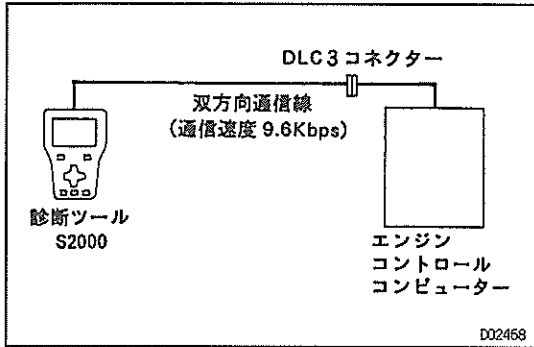 DLC3コネクター
双方向通信線
(通信速度 9.6Kbps)
診断ツール
S2000
エンジン
コントロール
コンピューター
D02458